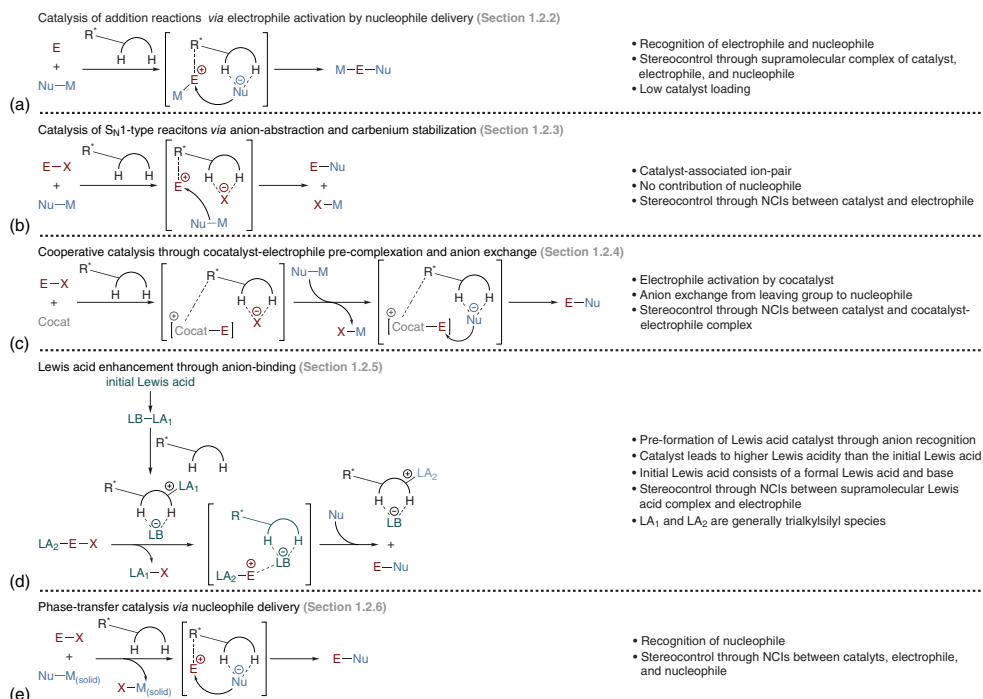 Catalysis of addition reactions via electrophile activation by nucleophile delivery (Section 1.2.2)
E
+
Nu–M
R*
H H
R*
H H
⊕
E
M
⊖
Nu
M–E–Nu
• Recognition of electrophile and nucleophile
• Stereocontrol through supramolecular complex of catalyst,
electrophile, and nucleophile
• Low catalyst loading
(a)
Catalysis of SN1-type reacitons via anion-abstraction and carbenium stabilization (Section 1.2.3)
E–X
+
Nu–M
R*
H H
R*
H H
E
⊕
⊖
X
Nu–M
E–Nu
+
X–M
• Catalyst-associated ion-pair
• No contribution of nucleophile
• Stereocontrol through NCIs between catalyst and electrophile
(b)
Cooperative catalysis through cocatalyst-electrophile pre-complexation and anion exchange (Section 1.2.4)
E–X
+
Cocat
R*
H H
R*
H H
⊕
[Cocat–E]
⊖
X
Nu–M
X–M
R*
H H
⊕
[Cocat–E]
⊖
Nu
E–Nu
• Electrophile activation by cocatalyst
• Anion exchange from leaving group to nucleophile
• Stereocontrol through NCIs between catalyst and cocatalyst-
electrophile complex
(c)
Lewis acid enhancement through anion-binding (Section 1.2.5)
initial Lewis acid
LB–LA1
R*
H H
R*
⊕
LA1
H H
⊖
LB
LA2–E–X
LA1–X
R*
H H
⊖
LB
LA2–E
⊕
Nu
R*
⊕
LA2
H H
⊖
LB
+
E–Nu
• Pre-formation of Lewis acid catalyst through anion recognition
• Catalyst leads to higher Lewis acidity than the initial Lewis acid
• Initial Lewis acid consists of a formal Lewis acid and base
• Stereocontrol through NCIs between supramolecular Lewis
acid complex and electrophile
• LA1 and LA2 are generally trialkylsilyl species
(d)
Phase-transfer catalysis via nucleophile delivery (Section 1.2.6)
E–X
+
Nu–M(solid)
R*
H H
X–M(solid)
R*
H H
⊕
E
⊖
Nu
E–Nu
• Recognition of nucleophile
• Stereocontrol through NCIs between catalyts, electrophile,
and nucleophile
(e)